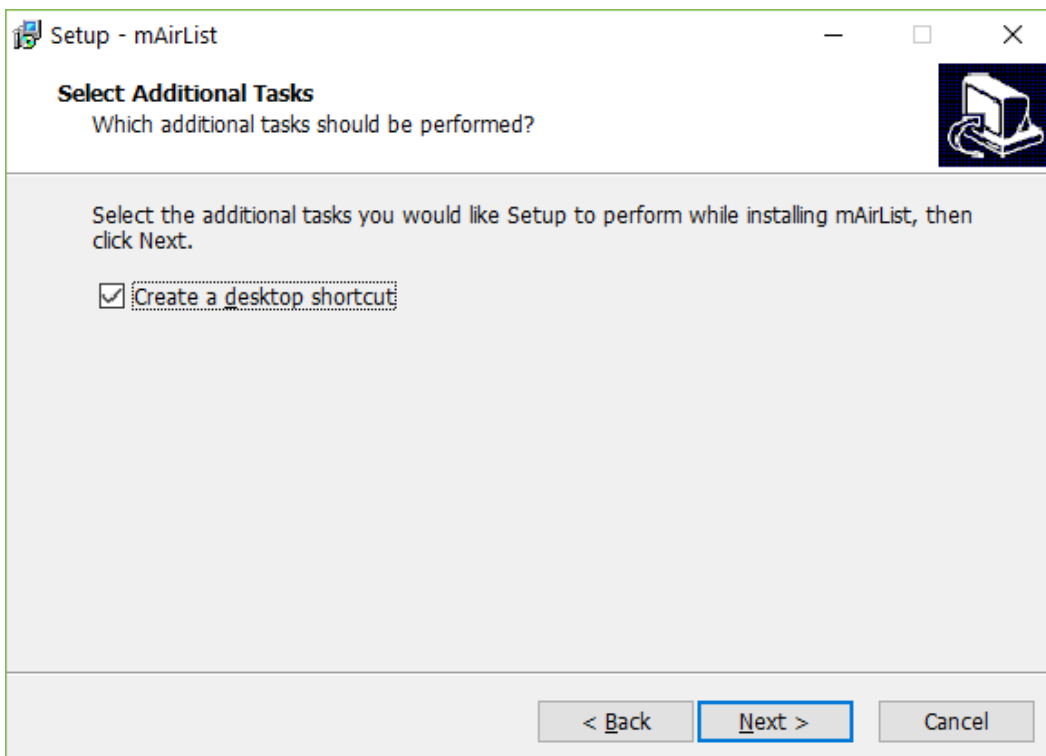 Setup - mAirList
Select Additional Tasks
Which additional tasks should be performed?
Select the additional tasks you would like Setup to perform while installing mAirList, then
click Next.
Create a desktop shortcut
< Back
Next >
Cancel